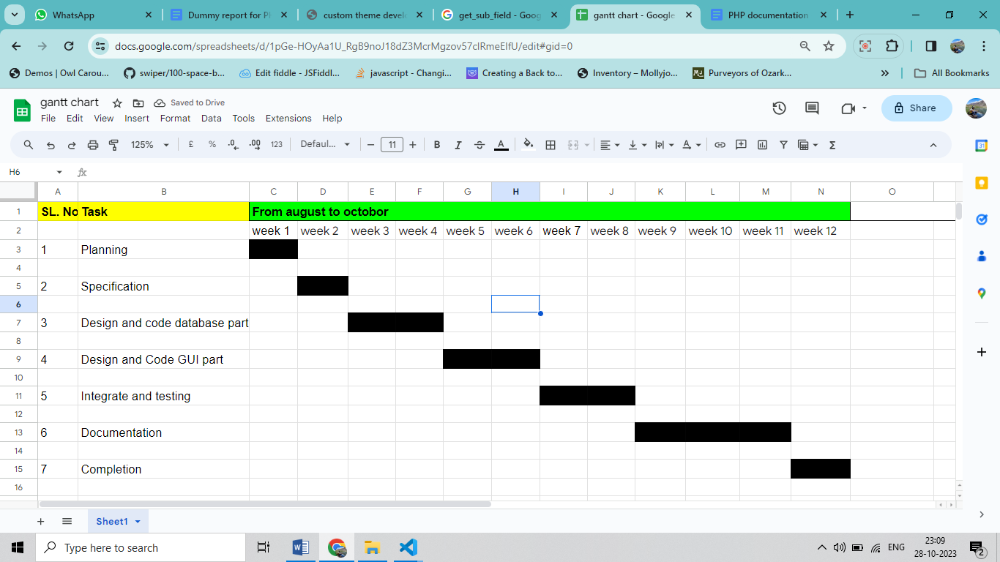 WhatsApp
Dummy report for P
custom theme devel
get_sub_field - Goog
gantt chart - Google
PHP documentation
docs.google.com/spreadsheets/d/1pGe-HOyAa1U_RgB9noJ18dZ3McrMgzov57clRmeElfU/edit#gid=0
Demos | Owl Carou...
swiper/100-space-b...
Edit fiddle - JSFiddl...
javascript - Changi...
Creating a Back to...
Inventory – Mollyjo...
Purveyors of Ozark...
All Bookmarks
gantt chart
Saved to Drive
File Edit View Insert Format Data Tools Extensions Help
Share
125% £ % .0 .00 123 Defaul... 11 B I A
H6
A B C D E F G H I J K L M N O
1 SL. No Task From august to octobor
2 week 1 week 2 week 3 week 4 week 5 week 6 week 7 week 8 week 9 week 10 week 11 week 12
3 1 Planning
4
5 2 Specification
6
7 3 Design and code database part
8
9 4 Design and Code GUI part
10
11 5 Integrate and testing
12
13 6 Documentation
14
15 7 Completion
16
Sheet1
Type here to search
ENG
23:09
28-10-2023
2